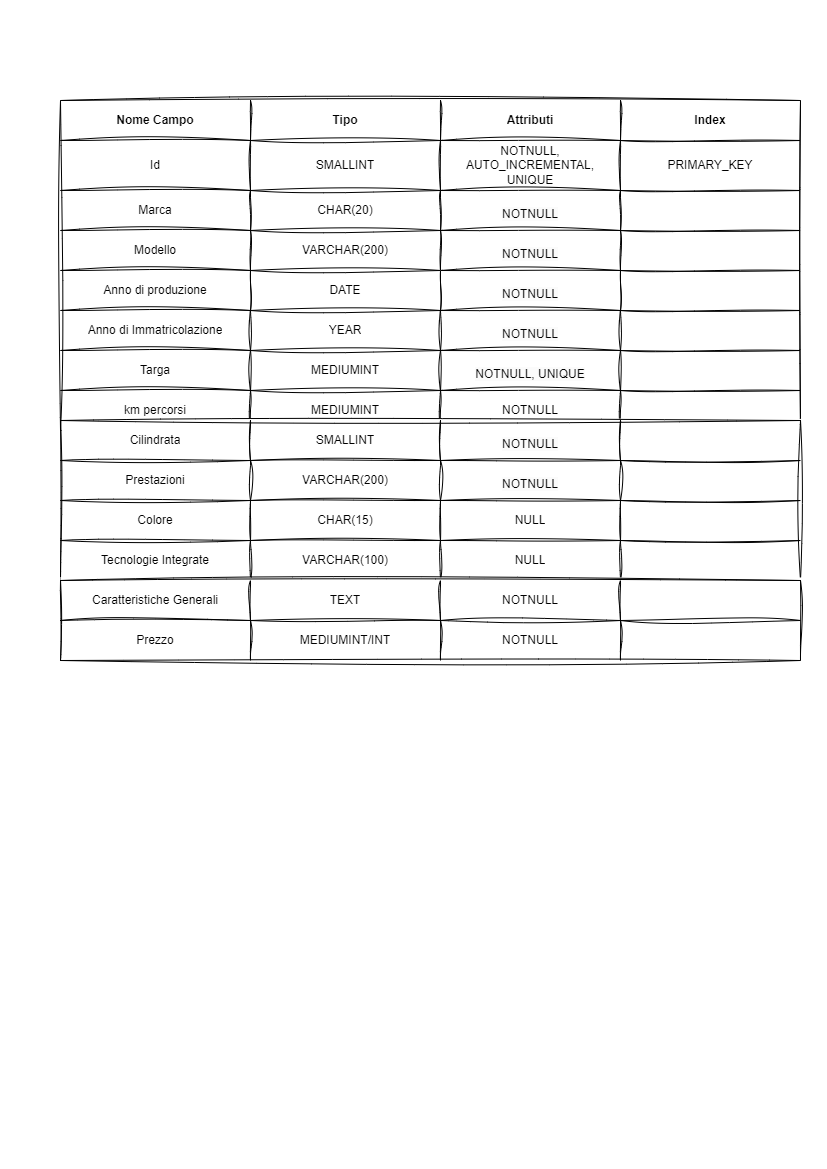 Nome Campo Tipo Attributi Index
Id SMALLINT NOTNULL, AUTO_INCREMENTAL, UNIQUE PRIMARY_KEY
Marca CHAR(20) NOTNULL
Modello VARCHAR(200) NOTNULL
Anno di produzione DATE NOTNULL
Anno di Immatricolazione YEAR NOTNULL
Targa MEDIUMINT NOTNULL, UNIQUE
km percorsi MEDIUMINT NOTNULL
Cilindrata SMALLINT NOTNULL
Prestazioni VARCHAR(200) NOTNULL
Colore CHAR(15) NULL
Tecnologie Integrate VARCHAR(100) NULL
Caratteristiche Generali TEXT NOTNULL
Prezzo MEDIUMINT/INT NOTNULL